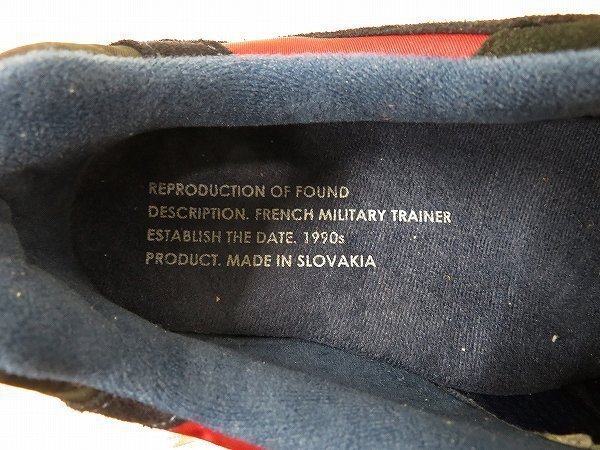 REPRODUCTION OF FOUND
DESCRIPTION. FRENCH MILITARY TRAINER
ESTABLISH THE DATE. 1990s
PRODUCT. MADE IN SLOVAKIA